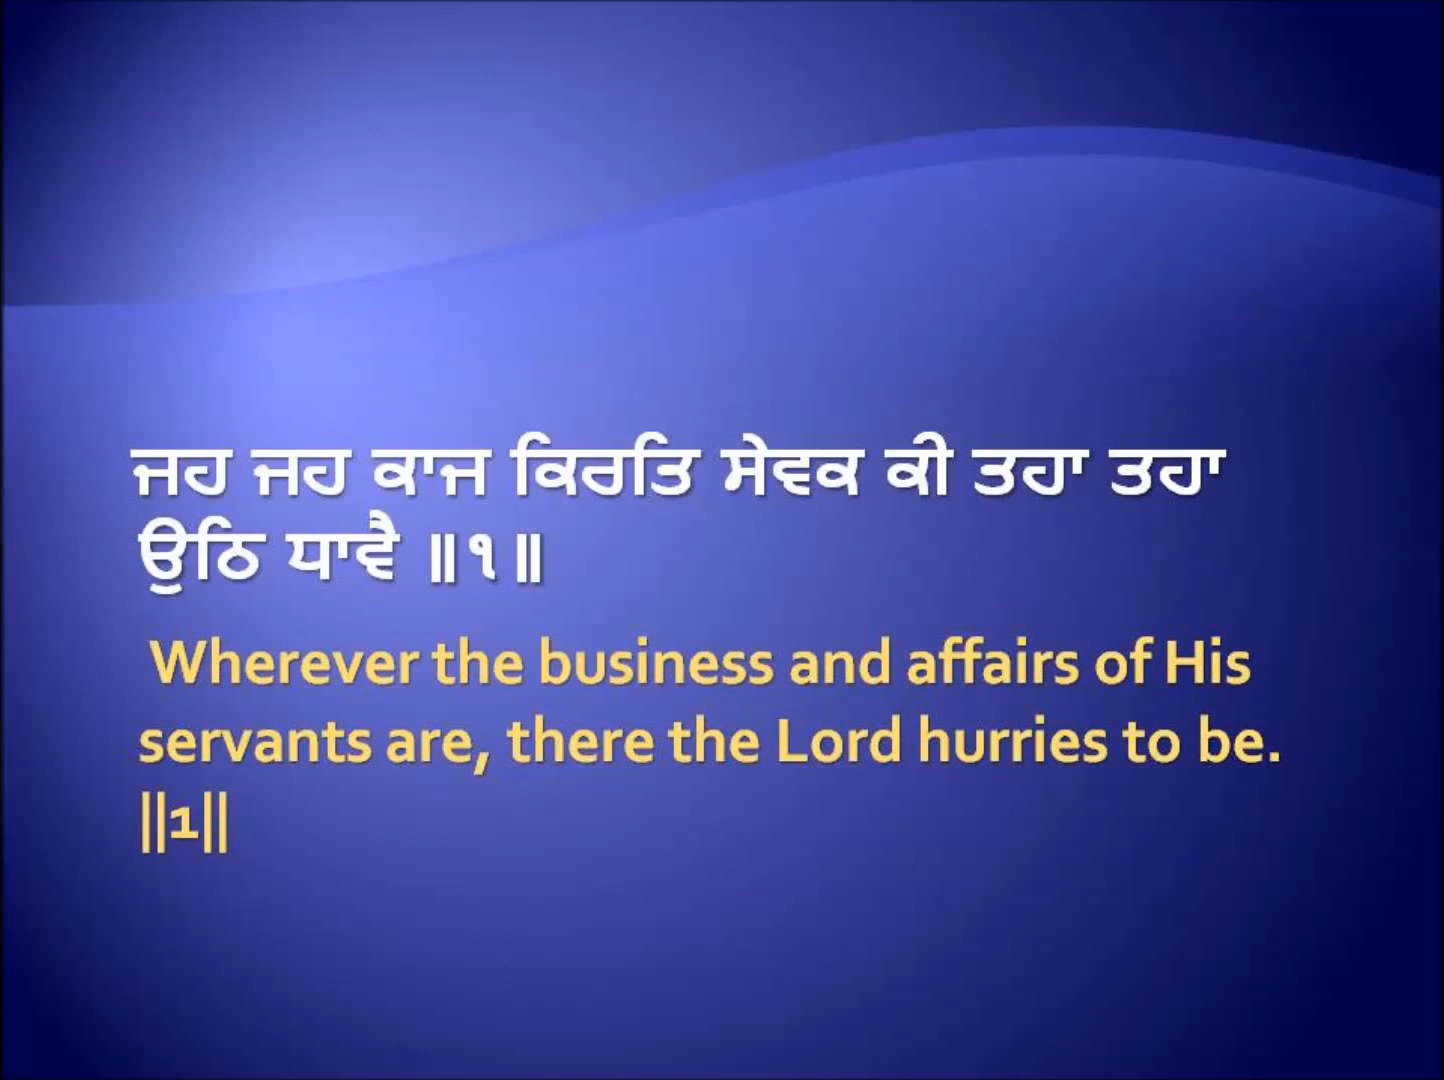 ਜਹ ਜਹ ਕਾਜ ਕਿਰਤਿ ਸੇਵਕ ਕੀ ਤਹਾ ਤਹਾ
ਉਠਿ ਧਾਵੈ ॥੧॥
Wherever the business and affairs of His
servants are, there the Lord hurries to be.
||1||